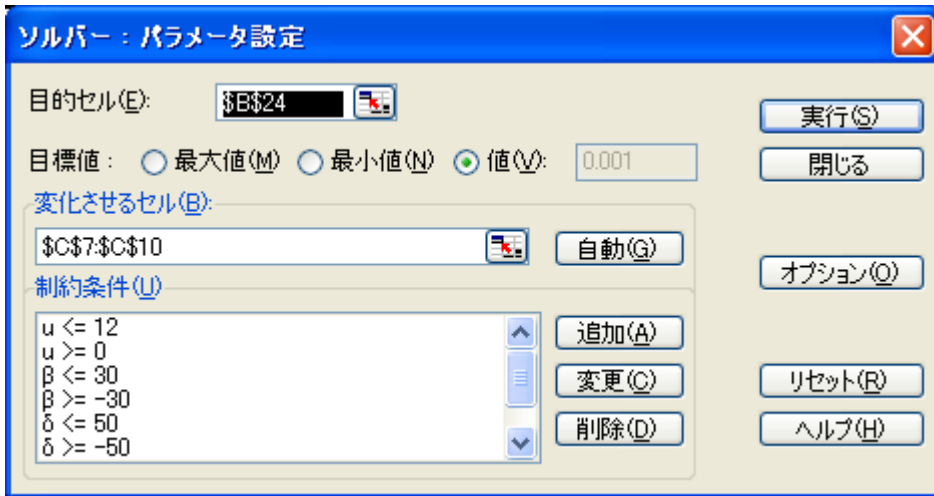 ソルバー：パラメータ設定
目的セル(E):
$B$24
実行(S)
目標値：
最大値(M)
最小値(N)
値(V):
0.001
閉じる
変化させるセル(B):
$C$7:$C$10
自動(G)
オプション(O)
制約条件(U)
u <= 12
u >= 0
β <= 30
β >= -30
δ <= 50
δ >= -50
追加(A)
変更(C)
リセット(R)
削除(D)
ヘルプ(H)